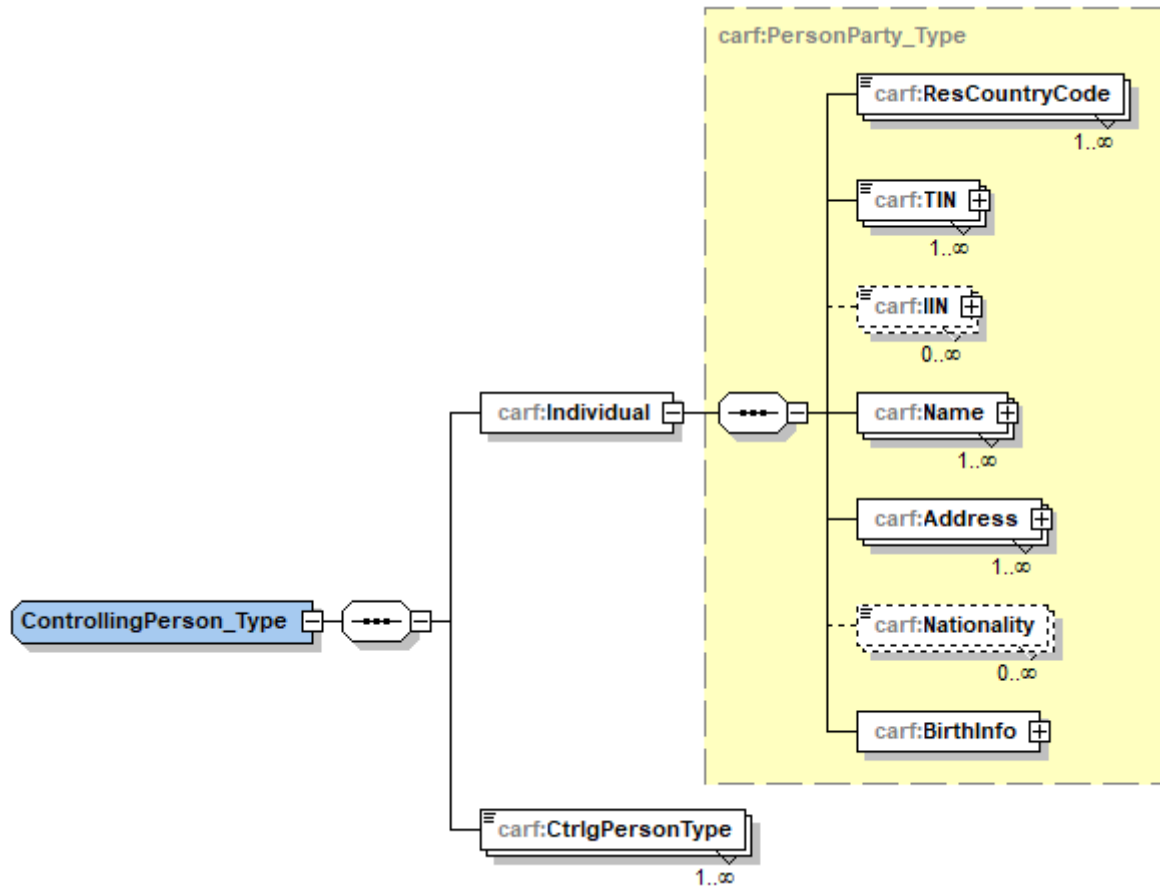 carf:PersonParty_Type
carf:ResCountryCode
1..∞
carf:TIN
1..∞
carf:IIN
0..∞
carf:Individual
carf:Name
1..∞
carf:Address
1..∞
ControllingPerson_Type
carf:Nationality
0..∞
carf:BirthInfo
carf:CtrlgPersonType
1..∞